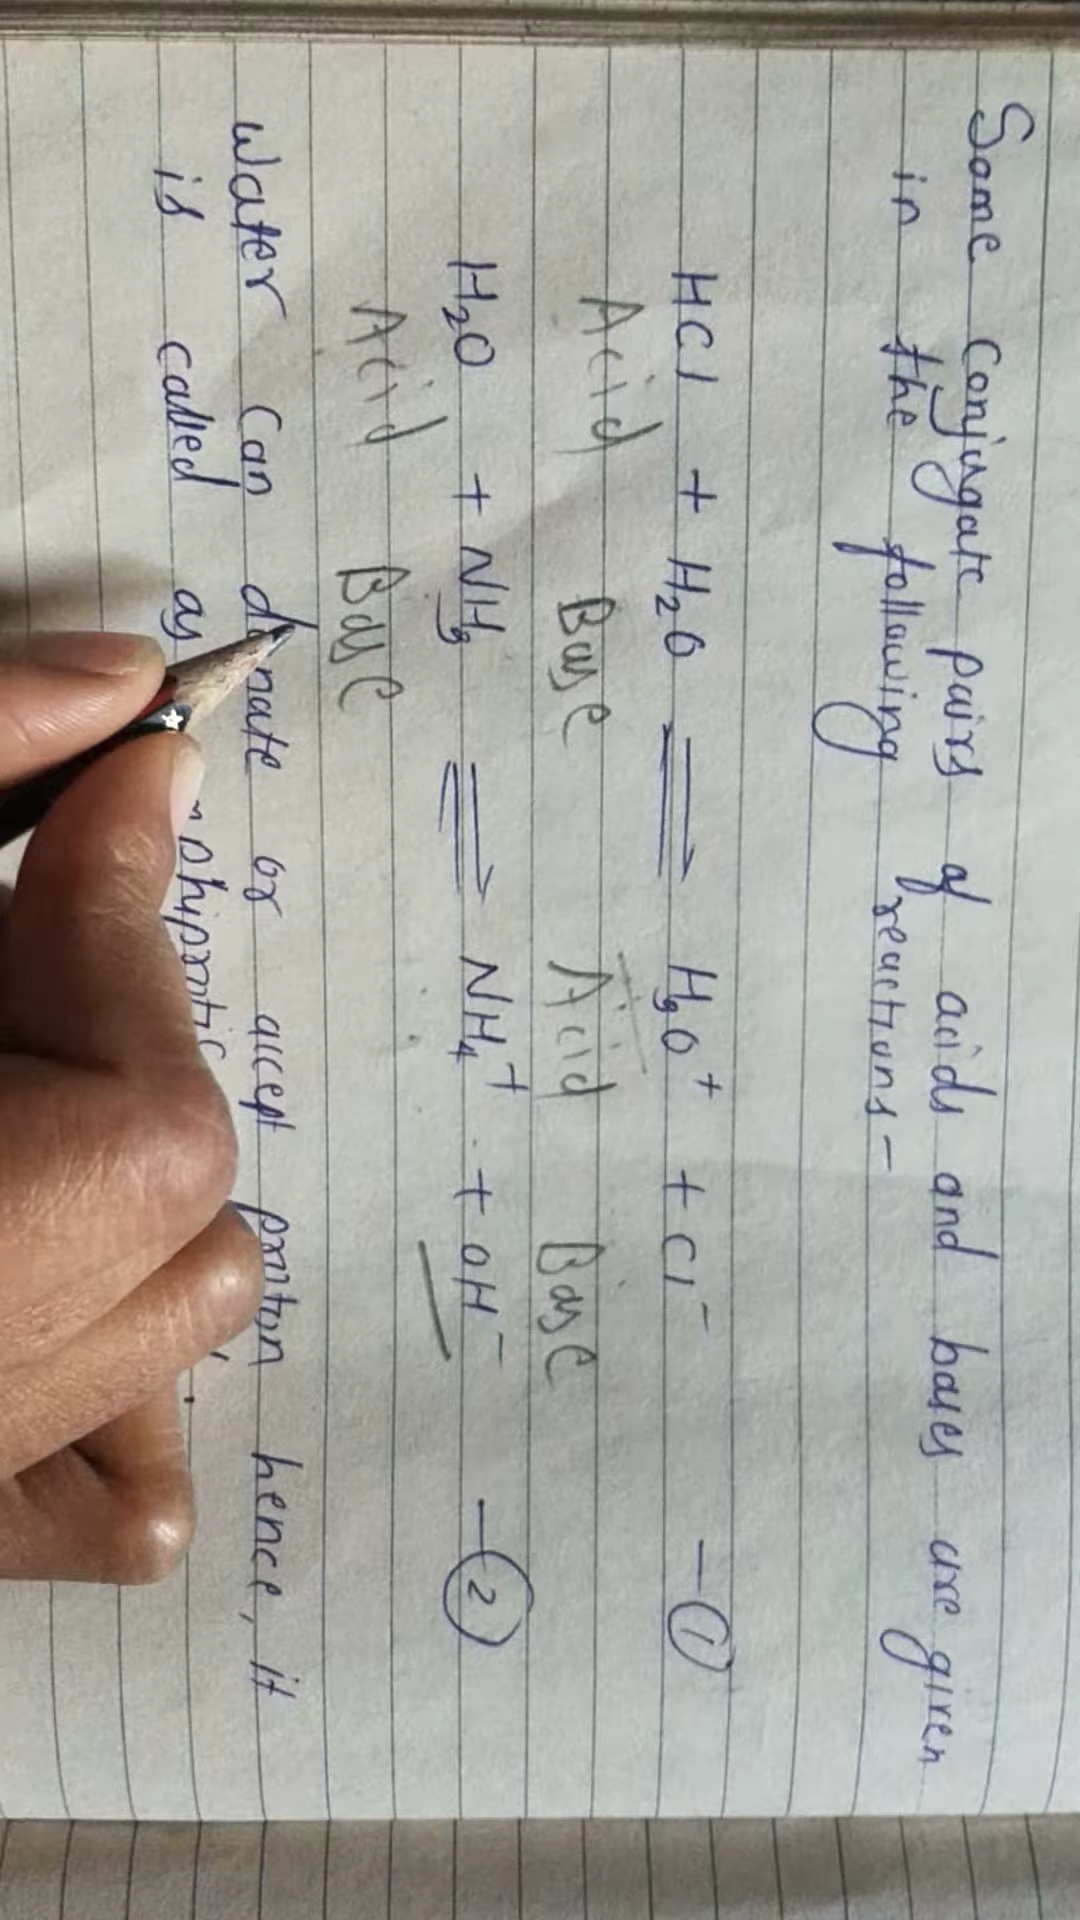 Some conjugate pairs of acids and bases are given
in the following reactions-
HCl + H₂O ⇌ H₃O⁺ + Cl⁻ -①
Acid Base Acid Base
H₂O + NH₃ ⇌ NH₄⁺ + OH⁻ -②
Acid Base
Water can donate or accept proton hence, it
is called as